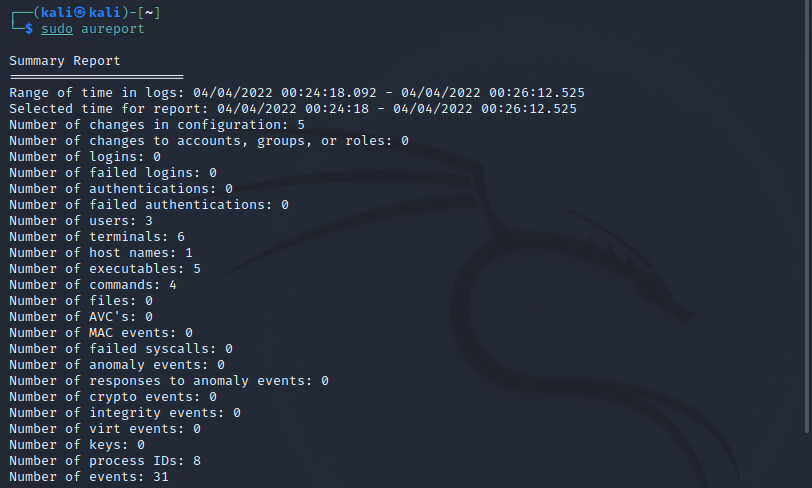 ┌──(kali㉿kali)-[~]
└─$ sudo aureport
Summary Report
======================
Range of time in logs: 04/04/2022 00:24:18.092 - 04/04/2022 00:26:12.525
Selected time for report: 04/04/2022 00:24:18 - 04/04/2022 00:26:12.525
Number of changes in configuration: 5
Number of changes to accounts, groups, or roles: 0
Number of logins: 0
Number of failed logins: 0
Number of authentications: 0
Number of failed authentications: 0
Number of users: 3
Number of terminals: 6
Number of host names: 1
Number of executables: 5
Number of commands: 4
Number of files: 0
Number of AVC's: 0
Number of MAC events: 0
Number of failed syscalls: 0
Number of anomaly events: 0
Number of responses to anomaly events: 0
Number of crypto events: 0
Number of integrity events: 0
Number of virt events: 0
Number of keys: 0
Number of process IDs: 8
Number of events: 31